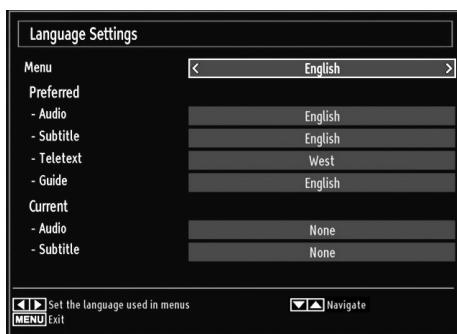 Language Settings
Menu < English >
Preferred
- Audio English
- Subtitle English
- Teletext West
- Guide English
Current
- Audio None
- Subtitle None
Set the language used in menus Navigate
MENU Exit